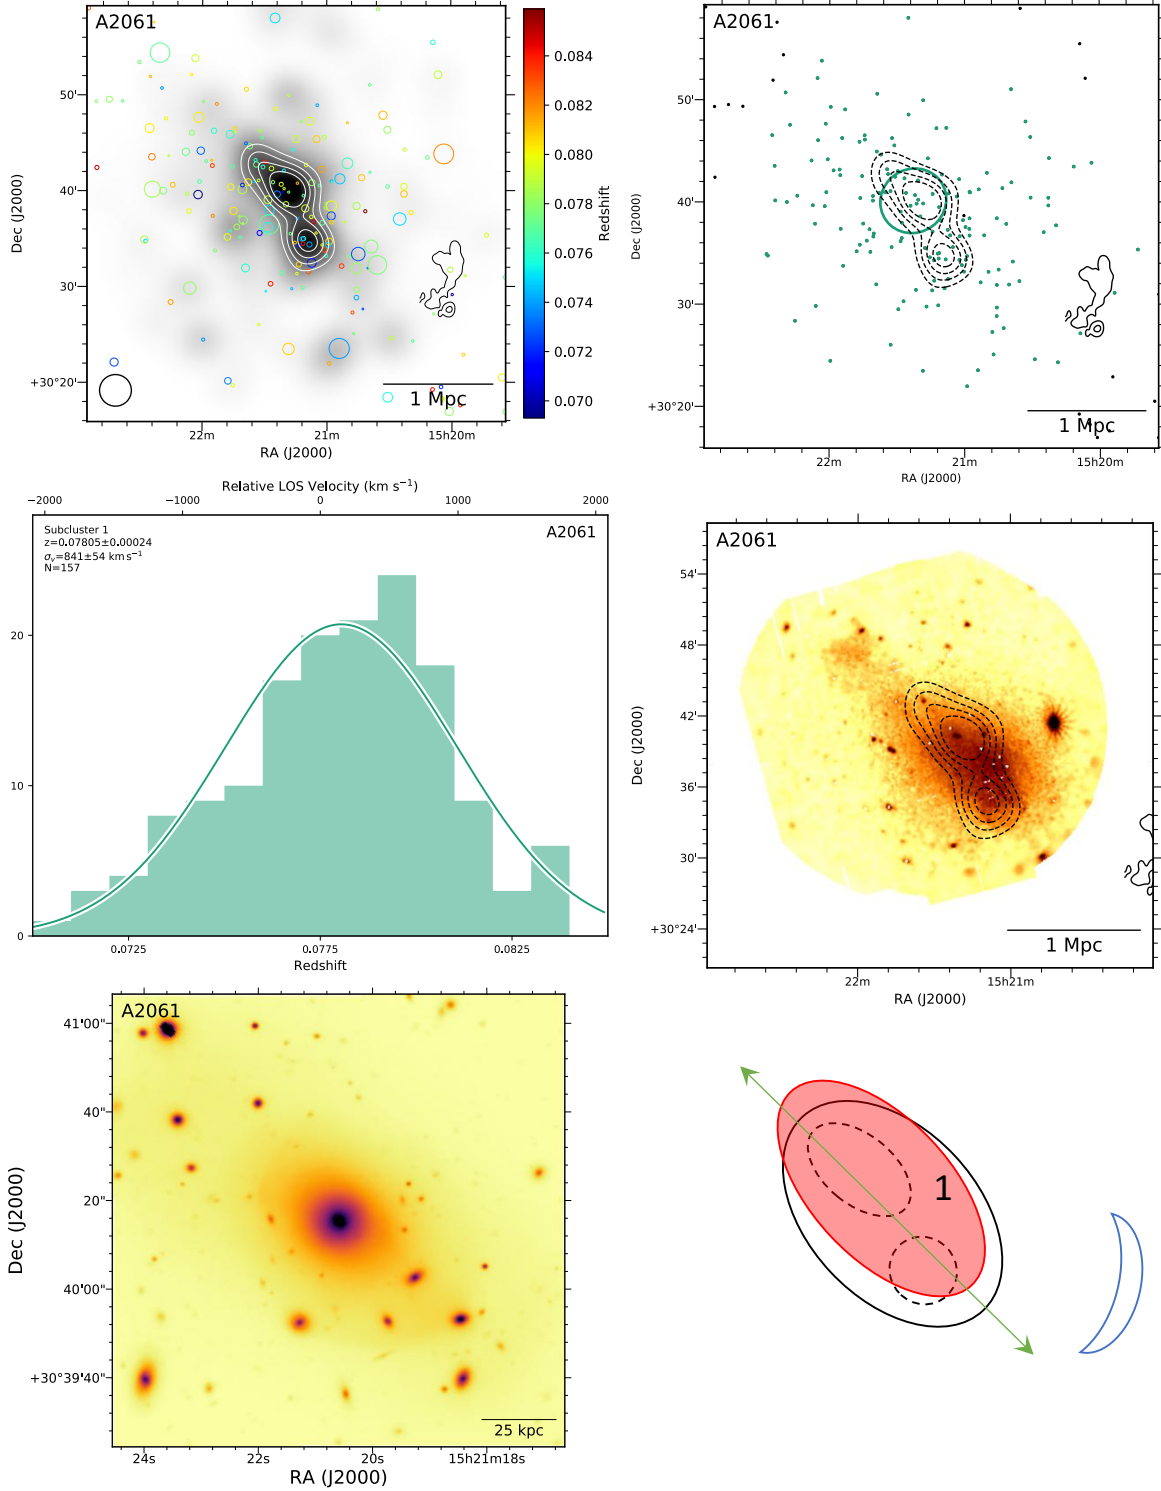 A2061
50'
40'
30'
+30°20'
22m
21m
15h20m
1 Mpc
RA (J2000)
Dec (J2000)
0.084
0.082
0.080
0.078
0.076
0.074
0.072
0.070
Redshift
A2061
50'
40'
30'
+30°20'
22m
21m
15h20m
1 Mpc
RA (J2000)
Dec (J2000)
Relative LOS Velocity (km s⁻¹)
−2000
−1000
0
1000
2000
Subcluster 1
z=0.07805±0.00024
σᵥ=841±54 km s⁻¹
N=157
A2061
20
10
0
0.0725
0.0775
0.0825
Redshift
A2061
54'
48'
42'
36'
30'
+30°24'
22m
15h21m
1 Mpc
RA (J2000)
Dec (J2000)
A2061
41'00"
40"
20"
40'00"
+30°39'40"
24s
22s
20s
15h21m18s
25 kpc
RA (J2000)
Dec (J2000)
1